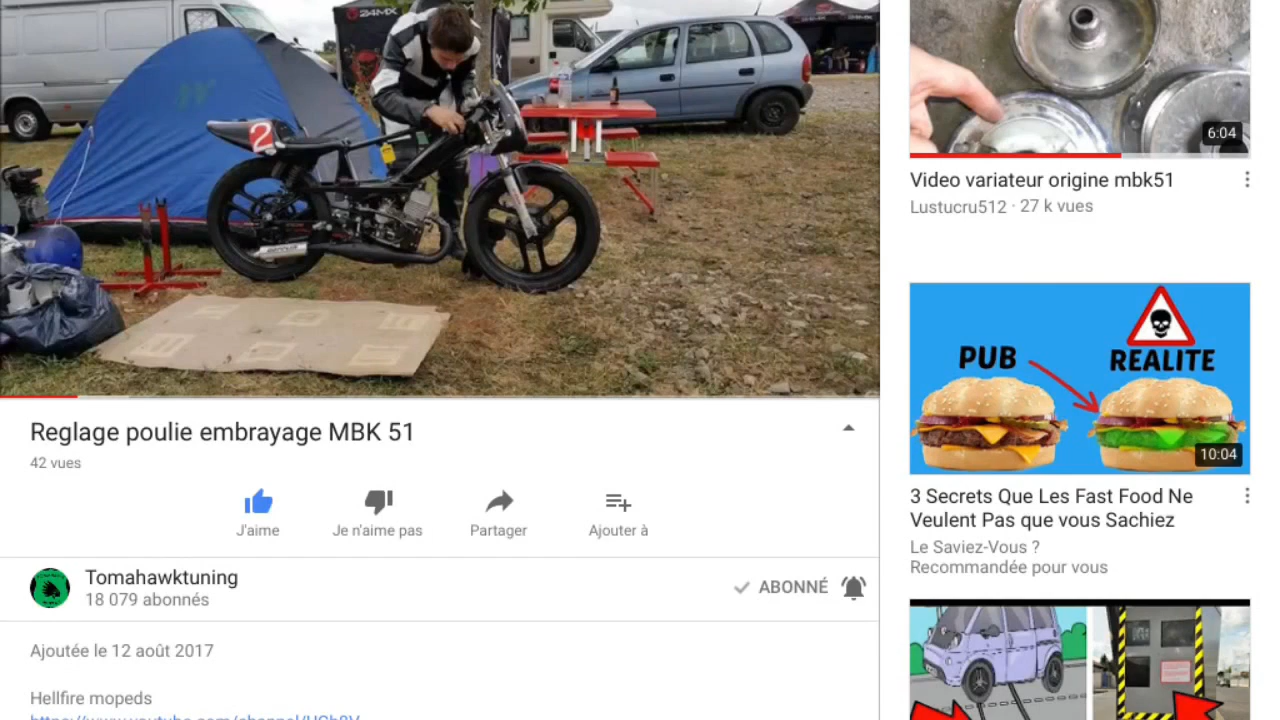 24MX
2
6:04
Video variateur origine mbk51
Lustucru512 · 27 k vues
PUB
REALITE
10:04
3 Secrets Que Les Fast Food Ne
Veulent Pas que vous Sachiez
Le Saviez-Vous ?
Recommandée pour vous
Reglage poulie embrayage MBK 51
42 vues
J'aime
Je n'aime pas
Partager
Ajouter à
Tomahawktuning
18 079 abonnés
ABONNÉ
Ajoutée le 12 août 2017
Hellfire mopeds